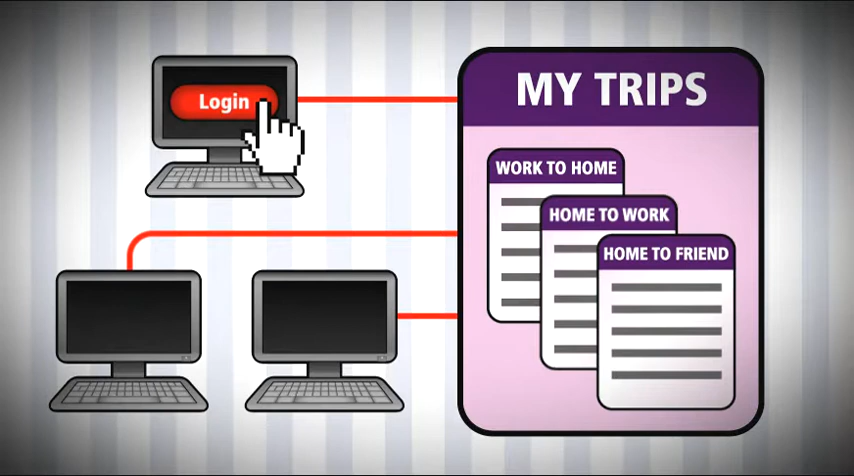 Login
MY TRIPS
WORK TO HOME
HOME TO WORK
HOME TO FRIEND